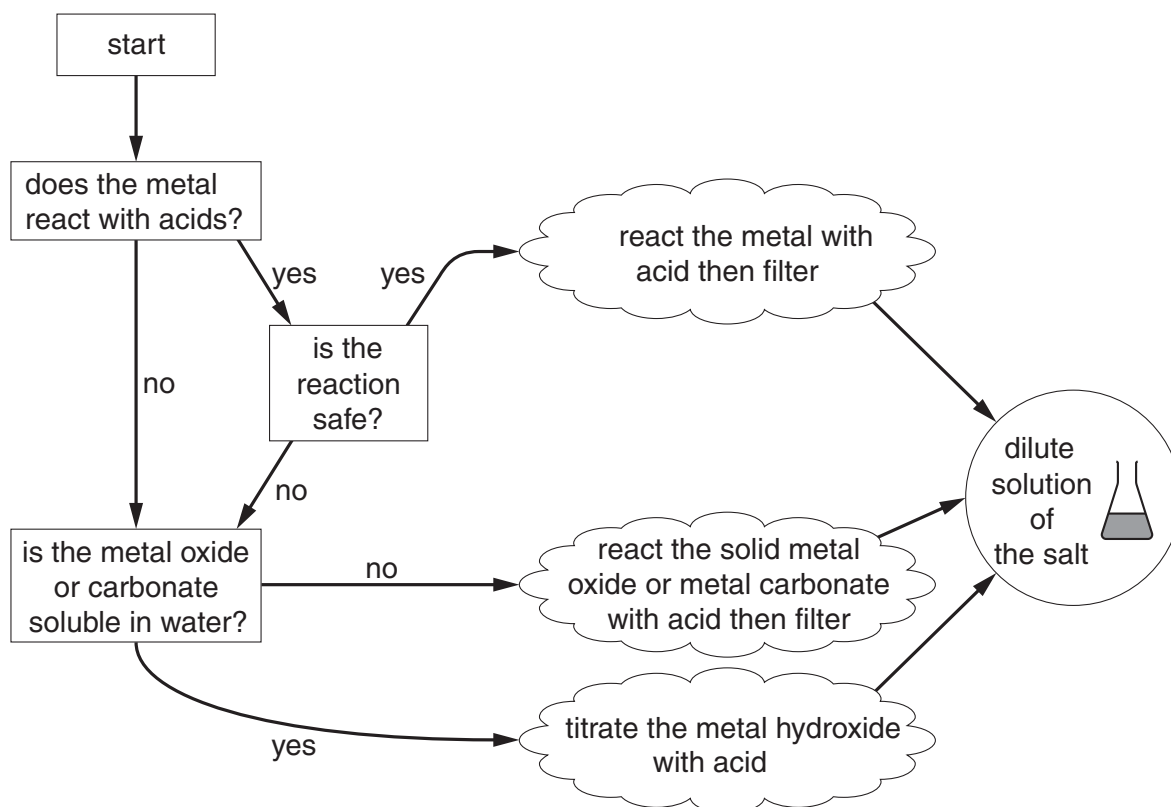 start
does the metal
react with acids?
yes
yes
react the metal with
acid then filter
is the
reaction
safe?
no
no
dilute
solution
of
the salt
is the metal oxide
or carbonate
soluble in water?
no
react the solid metal
oxide or metal carbonate
with acid then filter
yes
titrate the metal hydroxide
with acid